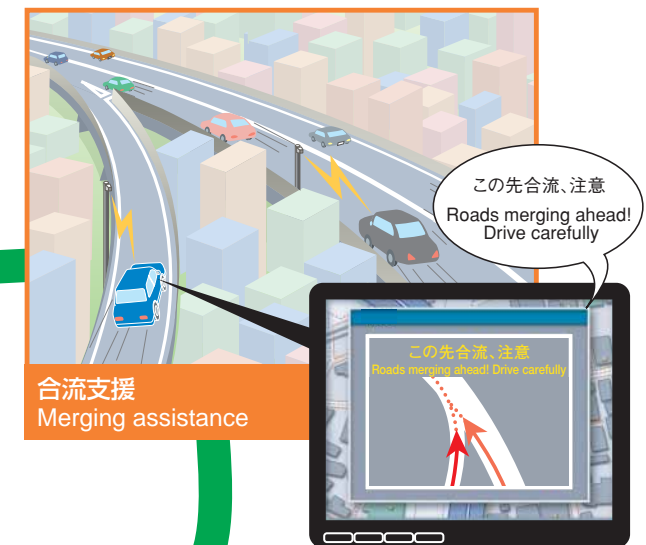 この先合流、注意
Roads merging ahead!
Drive carefully
この先合流、注意
Roads merging ahead! Drive carefully
合流支援
Merging assistance